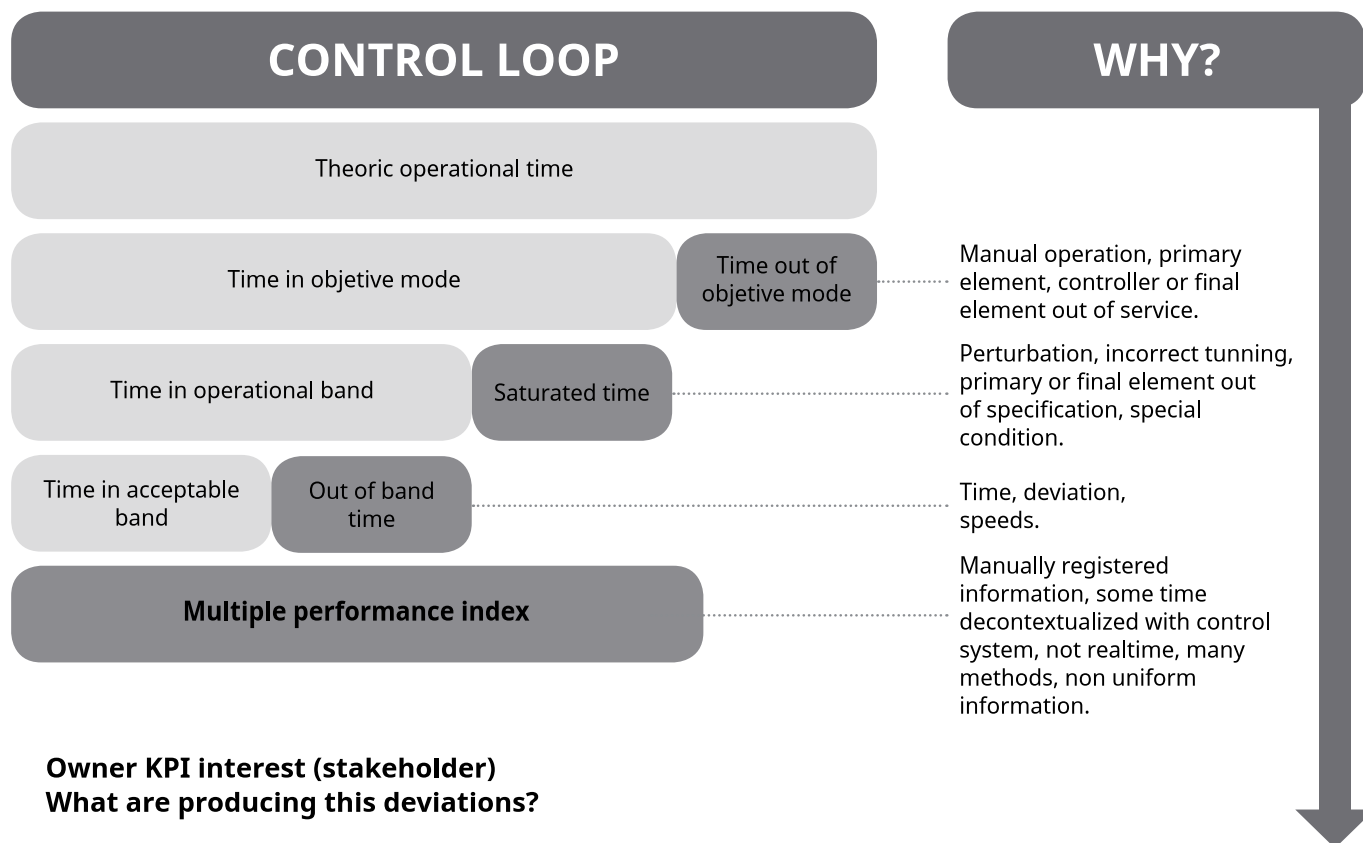 CONTROL LOOP
WHY?
Theoric operational time
Time in objetive mode
Time out of
objetive mode
Manual operation, primary
element, controller or final
element out of service.
Time in operational band
Saturated time
Perturbation, incorrect tunning,
primary or final element out
of specification, special
condition.
Time in acceptable
band
Out of band
time
Time, deviation,
speeds.
Multiple performance index
Manually registered
information, some time
decontextualized with control
system, not realtime, many
methods, non uniform
information.
Owner KPI interest (stakeholder)
What are producing this deviations?